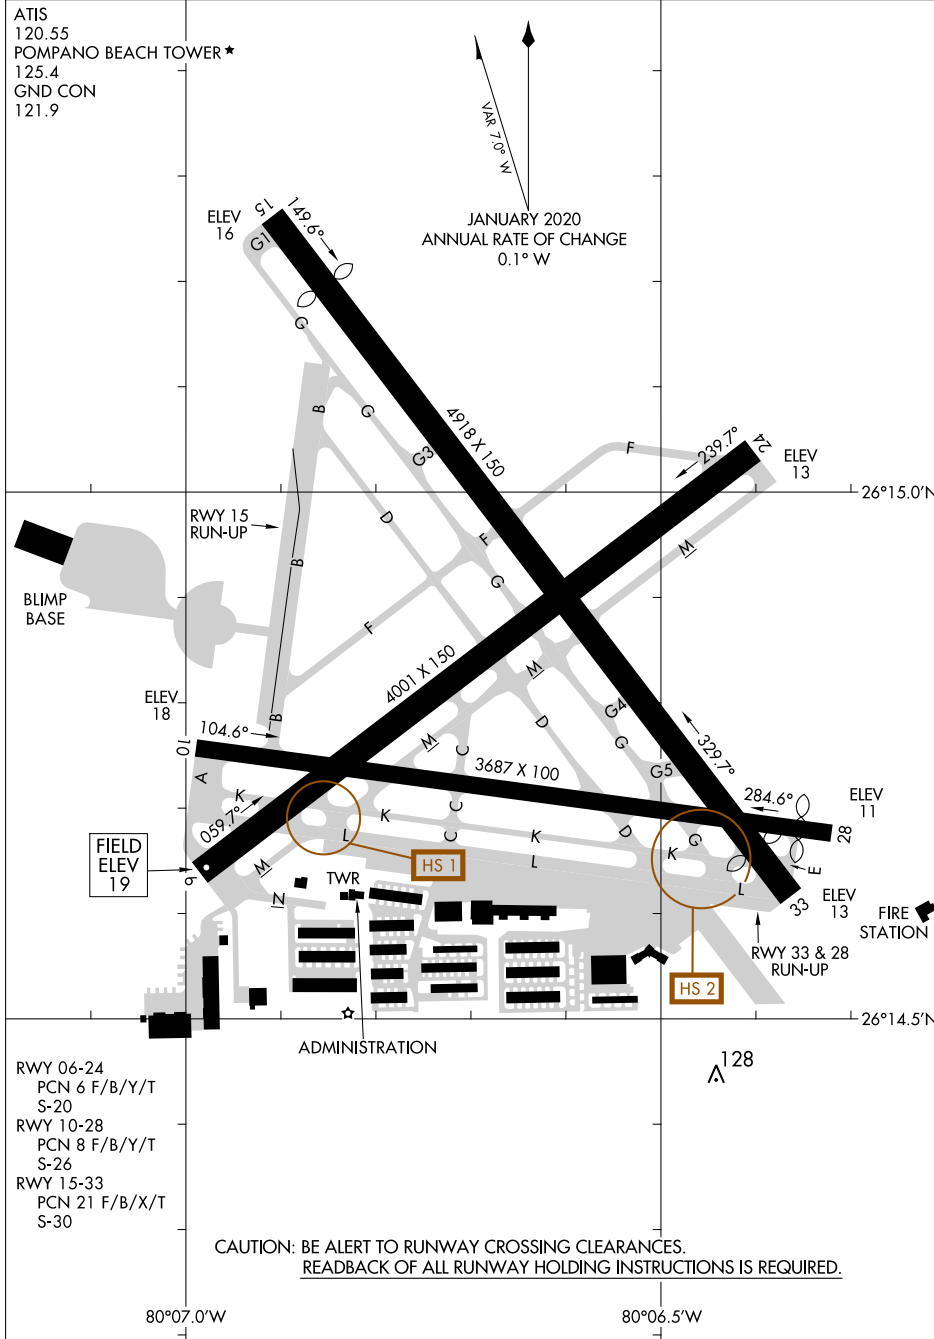 ATIS
120.55
POMPANO BEACH TOWER ★
125.4
GND CON
121.9
VAR 7.0° W
JANUARY 2020
ANNUAL RATE OF CHANGE
0.1° W
ELEV
16
15
149.6°
G1
G
B
G
G3
4918 X 150
F
239.7°
24
ELEV
13
26°15.0'N
RWY 15
RUN-UP
D
F
M
B
G
BLIMP
BASE
F
4001 X 150
M
ELEV
18
B
104.6°
10
M
C
D
G4
G
329.7°
3687 X 100
G5
A
K
059.7°
K
C
K
284.6°
ELEV
11
28
L
C
L
D
K
G
FIELD
ELEV
19
6
M
N
HS 1
TWR
L
E
33
ELEV
13
FIRE
STATION
RWY 33 & 28
RUN-UP
HS 2
26°14.5'N
ADMINISTRATION
128
RWY 06-24
PCN 6 F/B/Y/T
S-20
RWY 10-28
PCN 8 F/B/Y/T
S-26
RWY 15-33
PCN 21 F/B/X/T
S-30
CAUTION: BE ALERT TO RUNWAY CROSSING CLEARANCES.
READBACK OF ALL RUNWAY HOLDING INSTRUCTIONS IS REQUIRED.
80°07.0'W
80°06.5'W